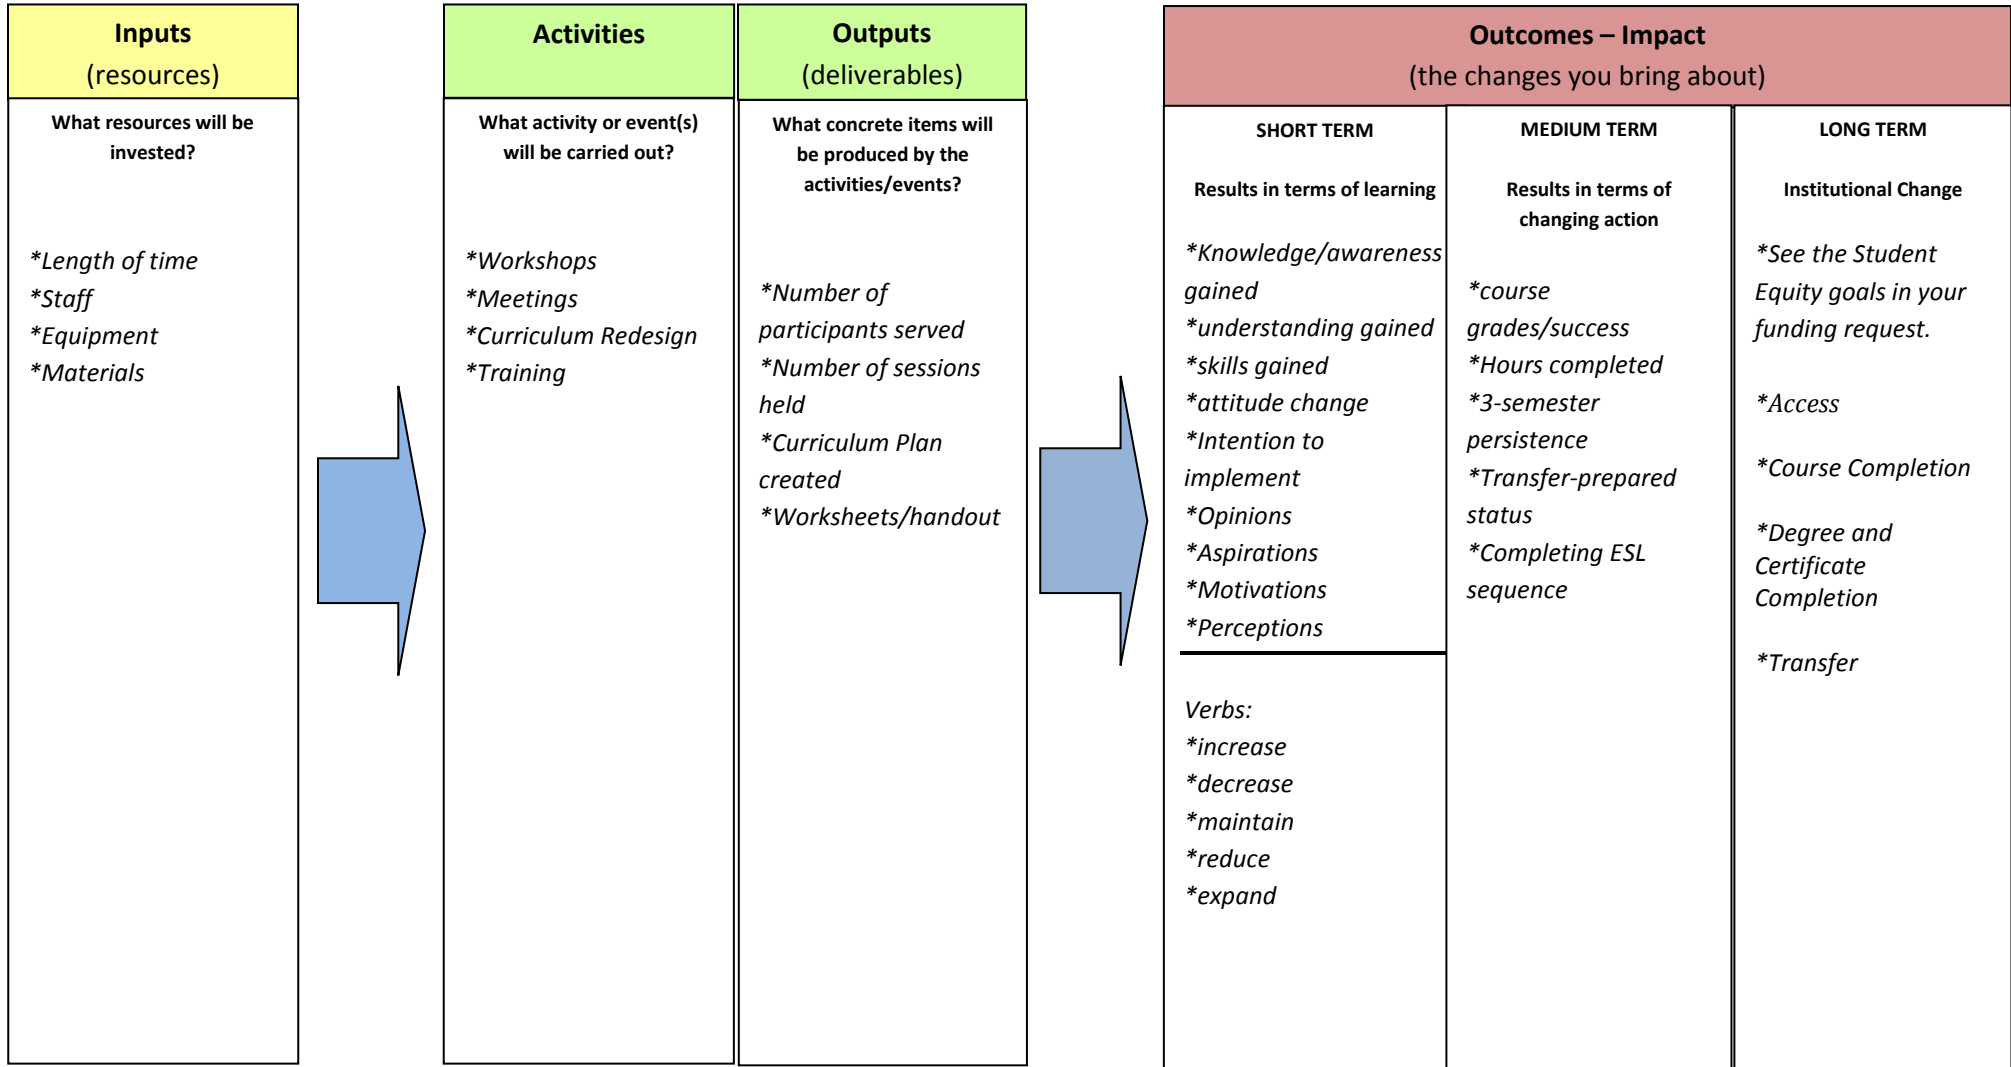 Inputs
(resources)
What resources will be
invested?
*Length of time
*Staff
*Equipment
*Materials
Activities
What activity or event(s)
will be carried out?
*Workshops
*Meetings
*Curriculum Redesign
*Training
Outputs
(deliverables)
What concrete items will
be produced by the
activities/events?
*Number of
participants served
*Number of sessions
held
*Curriculum Plan
created
*Worksheets/handout
Outcomes – Impact
(the changes you bring about)
SHORT TERM
Results in terms of learning
*Knowledge/awareness
gained
*understanding gained
*skills gained
*attitude change
*Intention to
implement
*Opinions
*Aspirations
*Motivations
*Perceptions
Verbs:
*increase
*decrease
*maintain
*reduce
*expand
MEDIUM TERM
Results in terms of
changing action
*course
grades/success
*Hours completed
*3-semester
persistence
*Transfer-prepared
status
*Completing ESL
sequence
LONG TERM
Institutional Change
*See the Student
Equity goals in your
funding request.
*Access
*Course Completion
*Degree and
Certificate
Completion
*Transfer